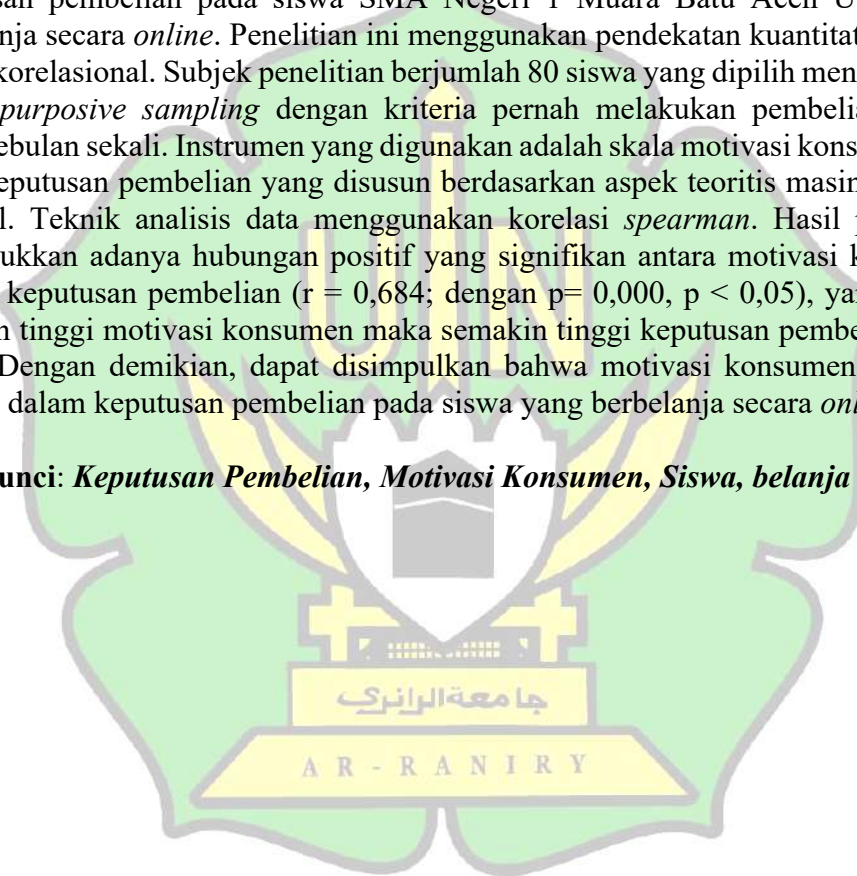 pembelian pada siswa SMA Negeri 1 Muara Batu Aceh U
nja secara online. Penelitian ini menggunakan pendekatan kuantitat
korelasional. Subjek penelitian berjumlah 80 siswa yang dipilih men
purposive sampling dengan kriteria pernah melakukan pembelia
ebulan sekali. Instrumen yang digunakan adalah skala motivasi kons
eputusan pembelian yang disusun berdasarkan aspek teoritis masin
l. Teknik analisis data menggunakan korelasi spearman. Hasil p
ukkan adanya hubungan positif yang signifikan antara motivasi k
keputusan pembelian (r = 0,684; dengan p= 0,000, p < 0,05), ya
n tinggi motivasi konsumen maka semakin tinggi keputusan pembe
Dengan demikian, dapat disimpulkan bahwa motivasi konsumen
dalam keputusan pembelian pada siswa yang berbelanja secara onl
unci: Keputusan Pembelian, Motivasi Konsumen, Siswa, belanja
UIN
جامعةالرانري
AR-RANIRY